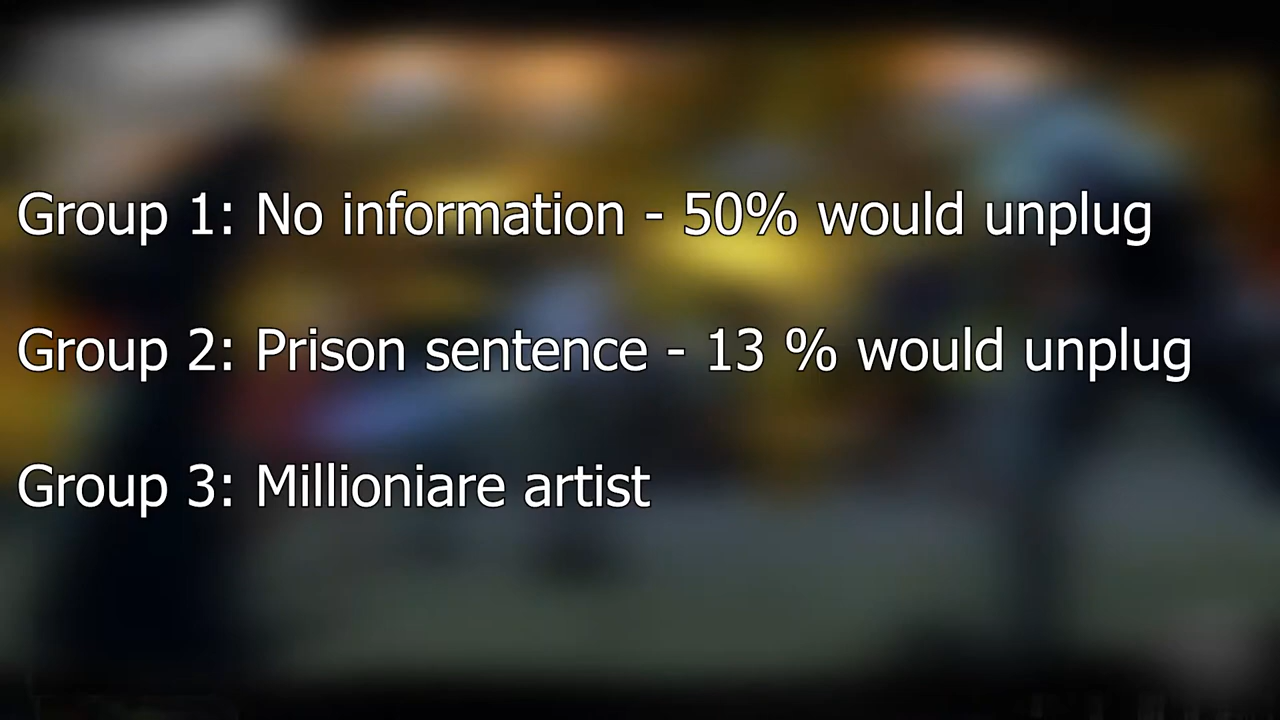 Group 1: No information - 50% would unplug
Group 2: Prison sentence - 13 % would unplug
Group 3: Millioniare artist